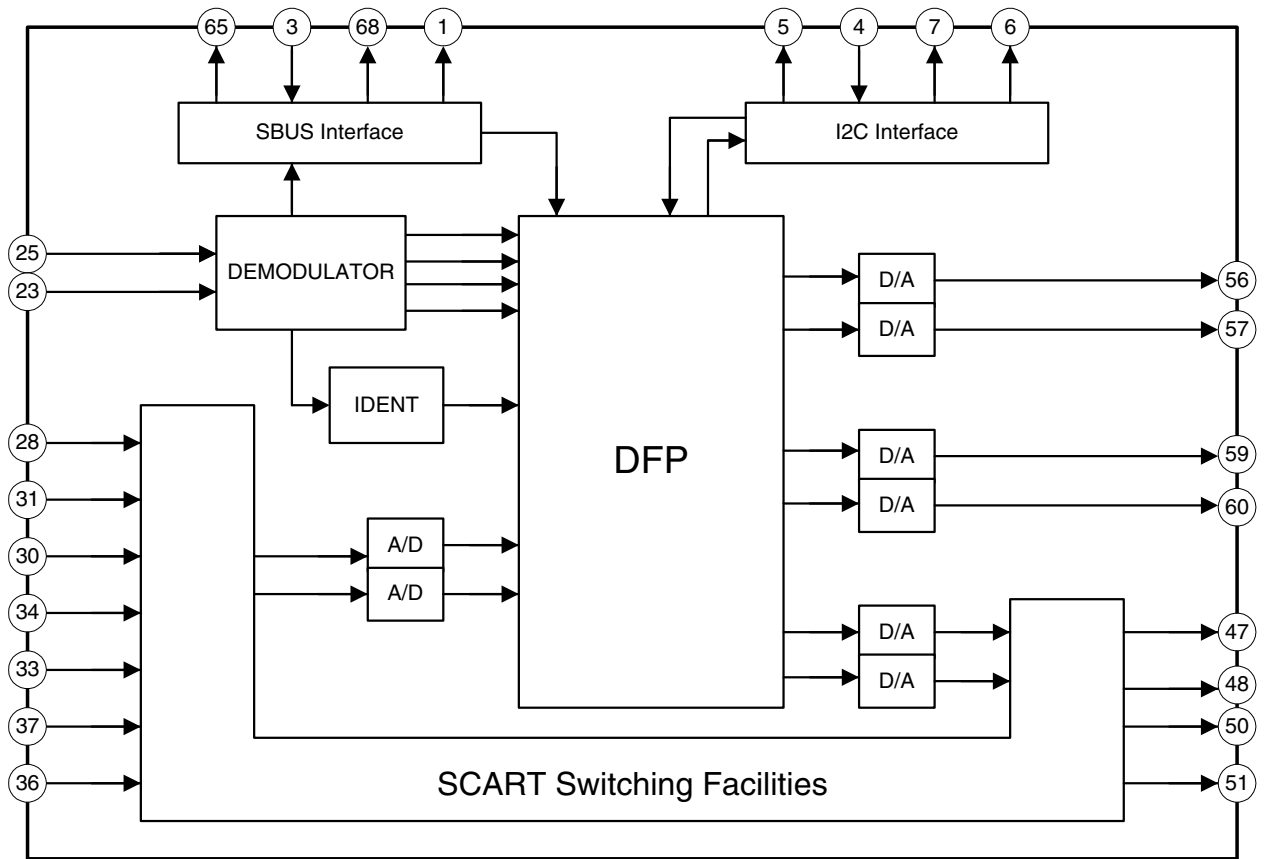 65 3 68 1 5 4 7 6
SBUS Interface I2C Interface
25
DEMODULATOR
23
D/A 56
D/A 57
IDENT
28
DFP
D/A 59
31
D/A 60
30 A/D
A/D
34
D/A 47
33
D/A 48
37 50
36 SCART Switching Facilities 51